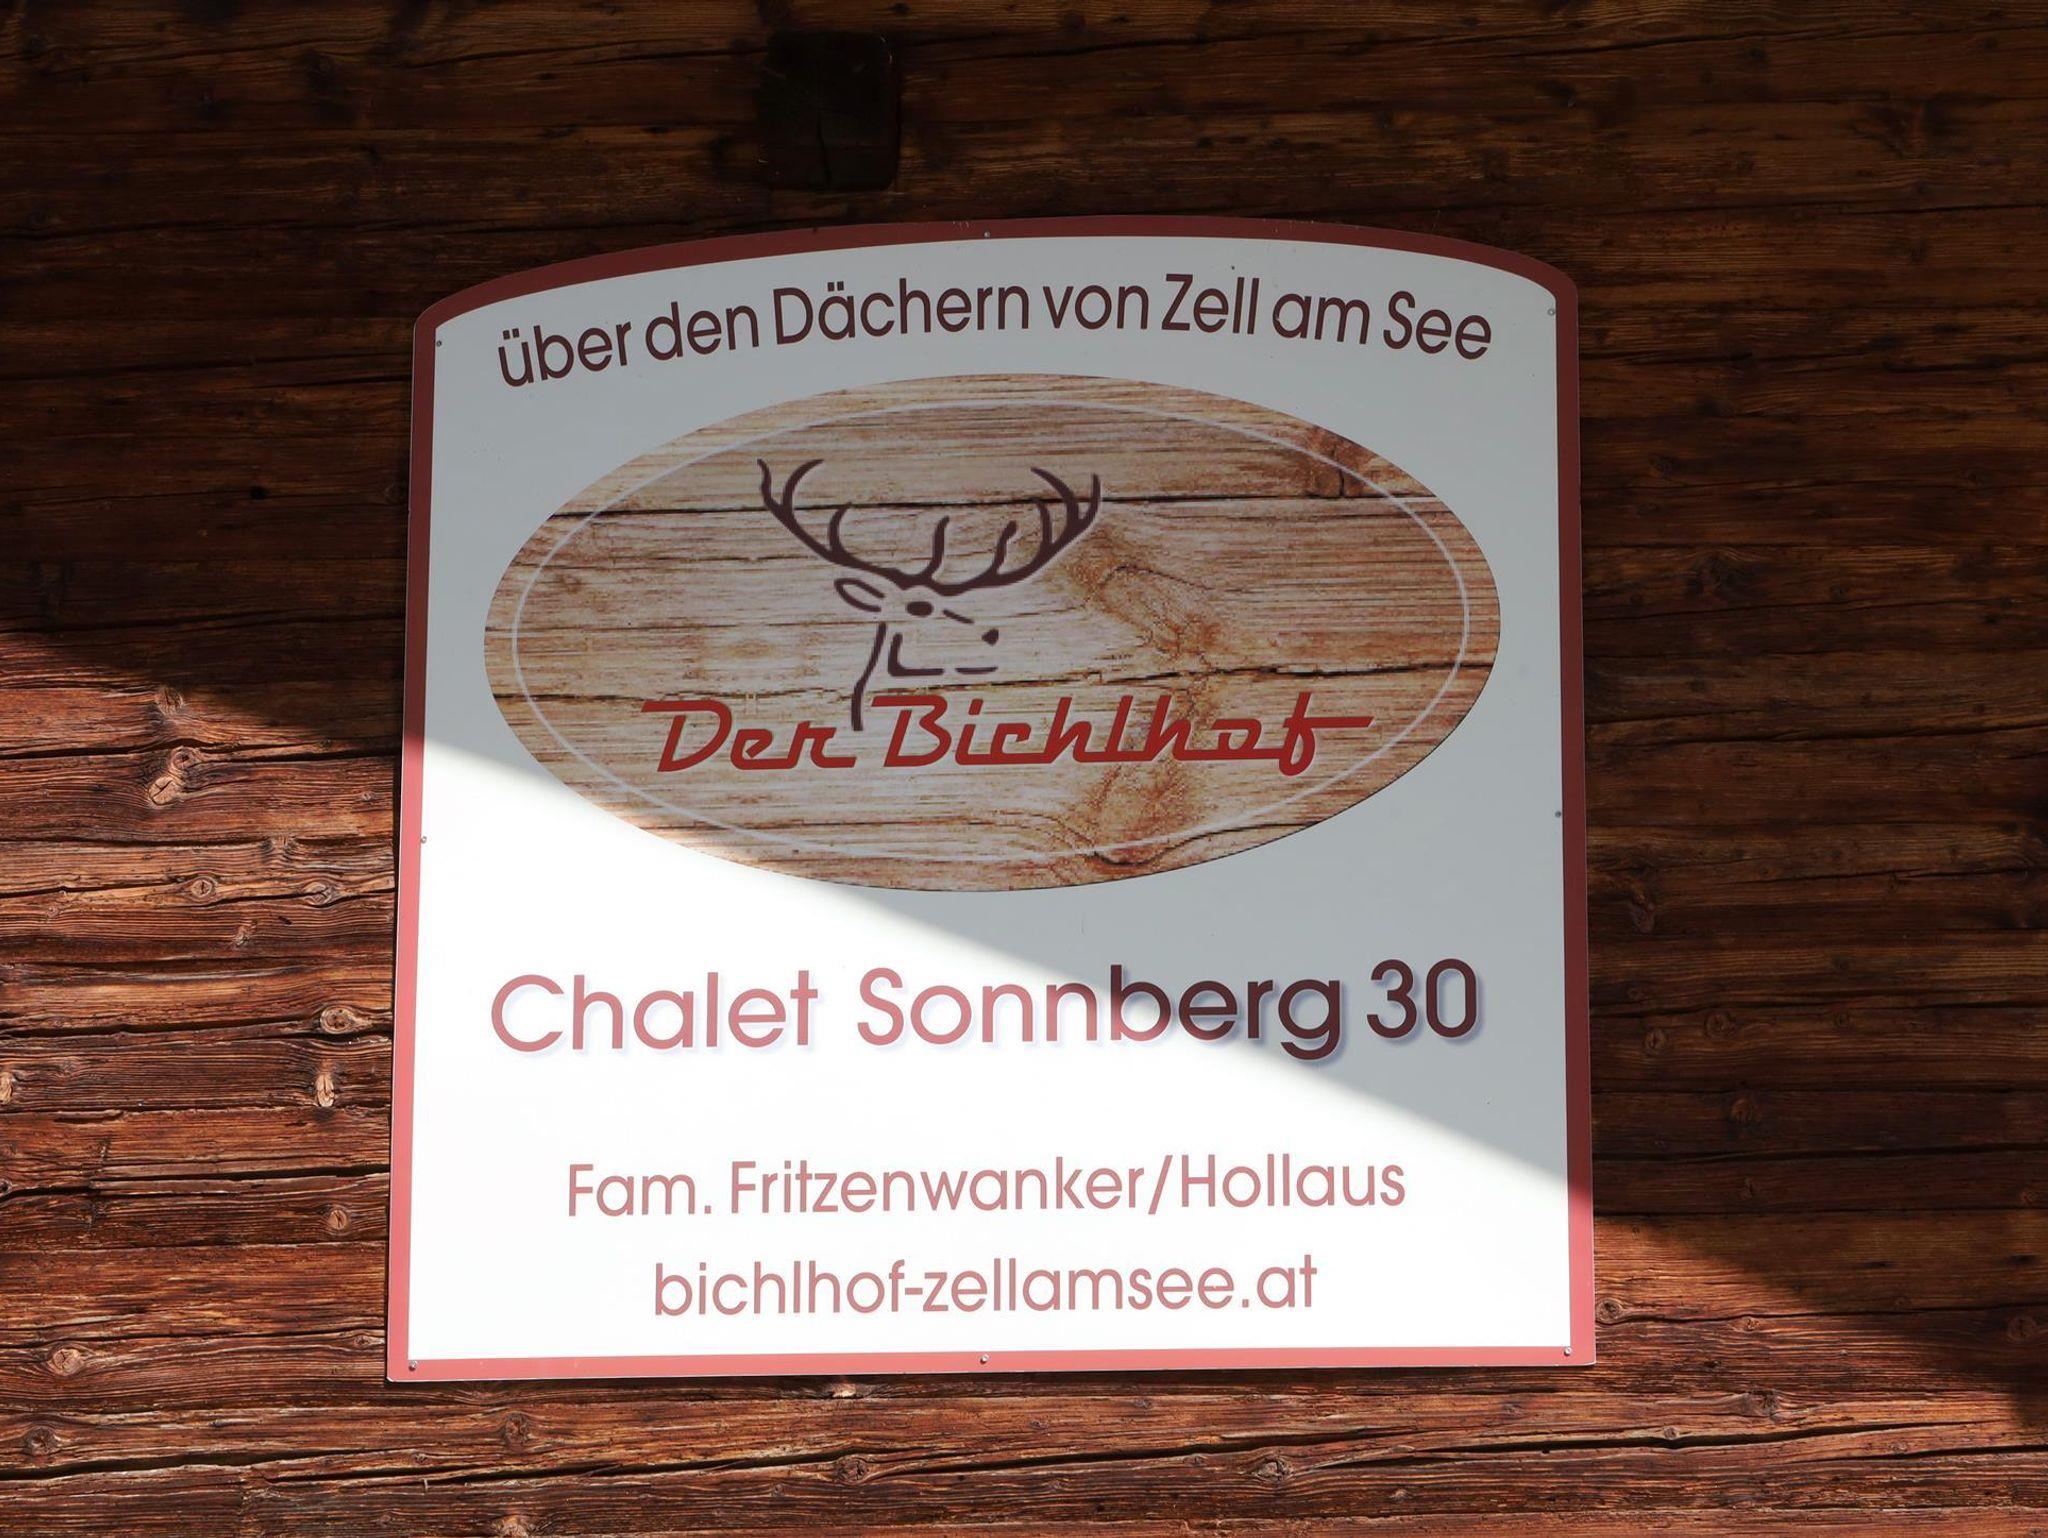 über den Dächern von Zell am See
Der Bichlhof
Chalet Sonnberg 30
Fam. Fritzenwanker/Hollaus
bichlhof-zellamsee.at